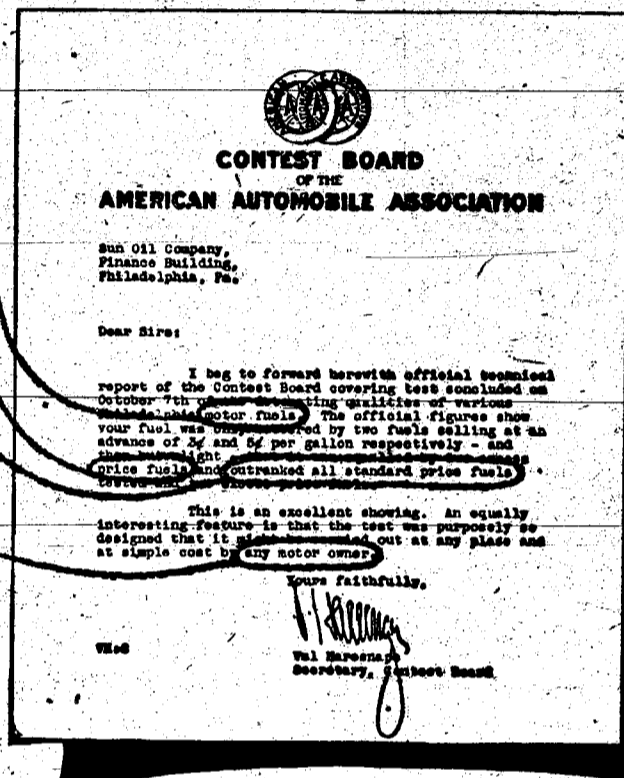 CONTEST BOARD
OF THE
AMERICAN AUTOMOBILE ASSOCIATION
Sun Oil Company,
Finance Building,
Philadelphia, Pa.
Dear Sirs:
I beg to forward herewith official technical
report of the Contest Board covering test concluded on
October 7th qualities of various
motor fuels. The official figures show
your fuel was by two fuels selling at an
advance of 3¢ and 5¢ per gallon respectively - and
light
price fuels and outranked all standard price fuels
tested
This is an excellent showing. An equally
interesting feature is that the test was purposely so
designed that it out at any place and
at simple cost by any motor owner.
Yours faithfully,
Val
Secretary, Contest Board